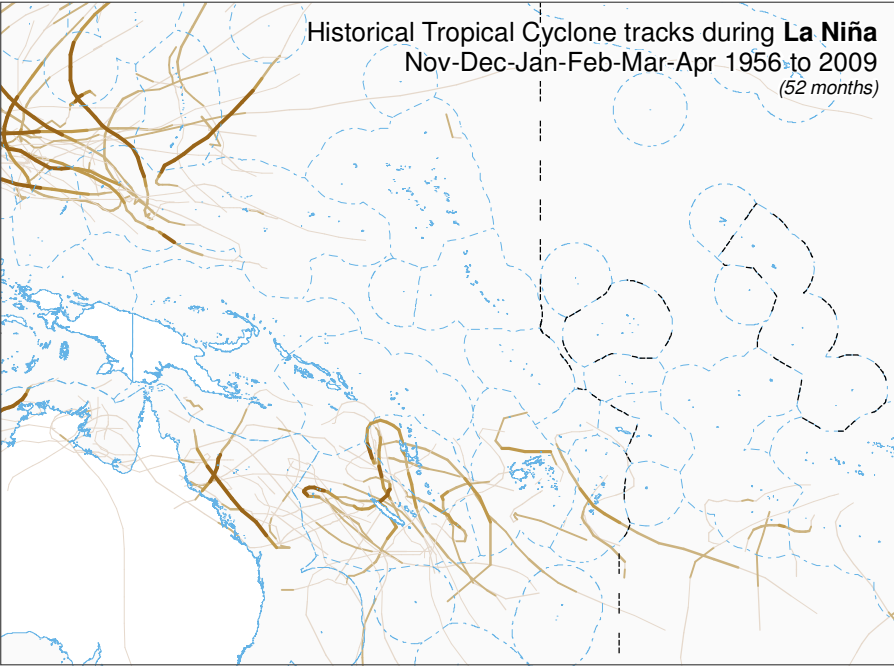 Historical Tropical Cyclone tracks during La Niña
Nov-Dec-Jan-Feb-Mar-Apr 1956 to 2009
(52 months)